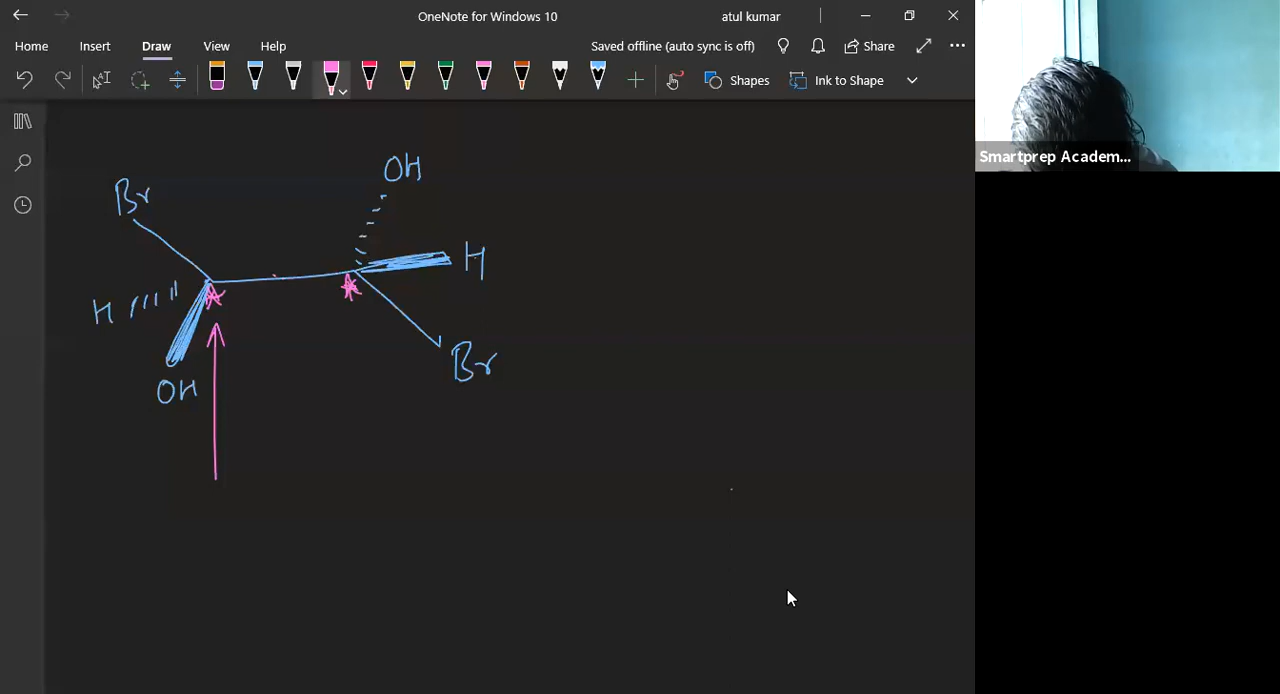 OneNote for Windows 10
atul kumar
Home Insert Draw View Help
Saved offline (auto sync is off)
Share
Shapes
Ink to Shape
Smartprep Academ...
OH
Br
H
H
OH
Br